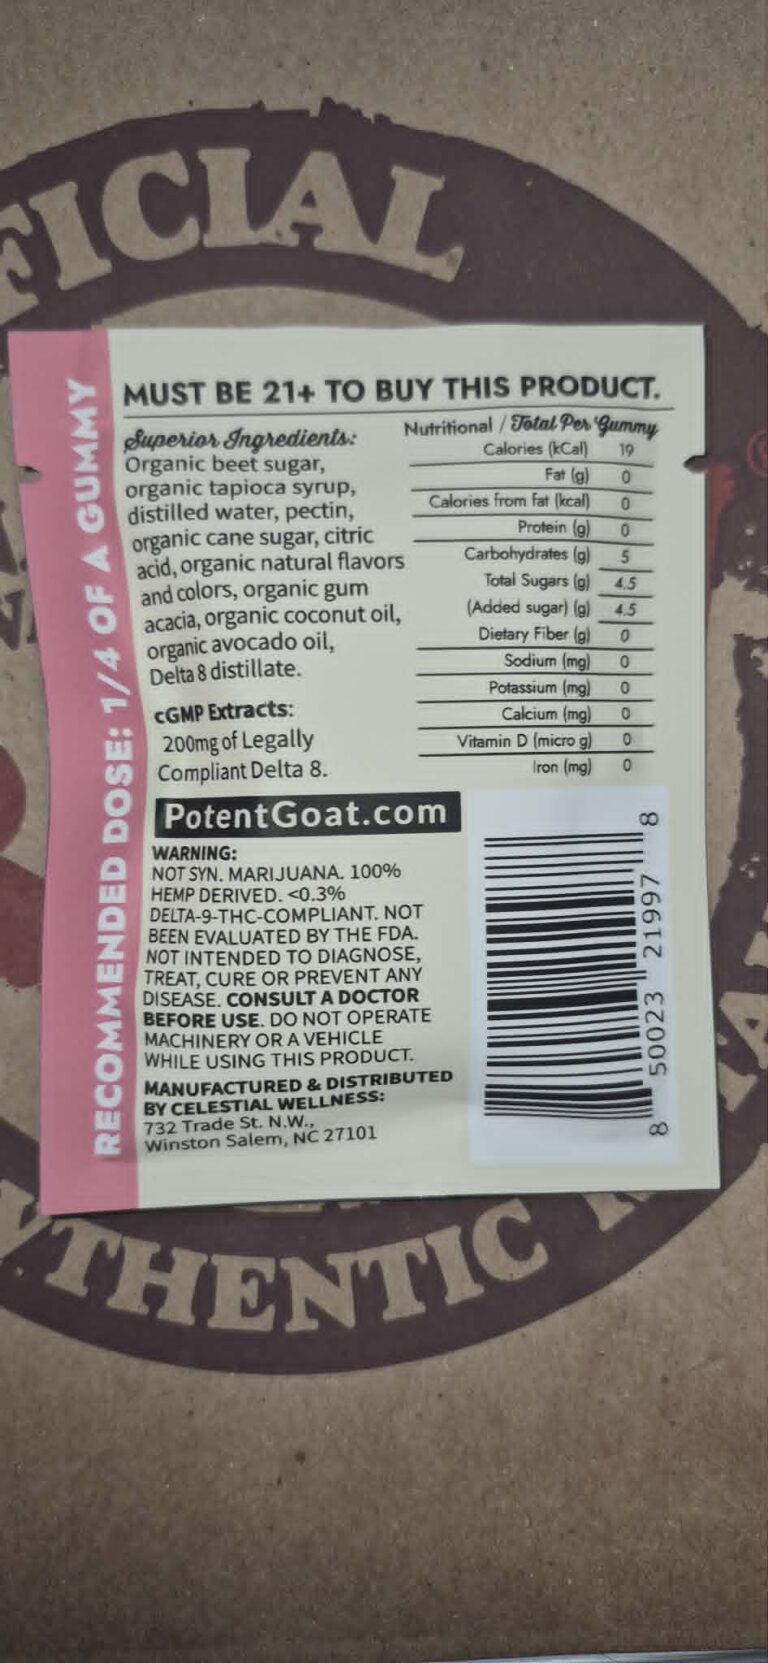 FICIAL
RECOMMENDED DOSE: 1/4 OF A GUMMY
MUST BE 21+ TO BUY THIS PRODUCT.
Superior Ingredients:
Organic beet sugar,
organic tapioca syrup,
distilled water, pectin,
organic cane sugar, citric
acid, organic natural flavors
and colors, organic gum
acacia, organic coconut oil,
organic avocado oil,
Delta 8 distillate.
cGMP Extracts:
200mg of Legally
Compliant Delta 8.
Nutritional / Total Per Gummy
Calories (kCal) 19
Fat (g) 0
Calories from fat (kcal) 0
Protein (g) 0
Carbohydrates (g) 5
Total Sugars (g) 4.5
(Added sugar) (g) 4.5
Dietary Fiber (g) 0
Sodium (mg) 0
Potassium (mg) 0
Calcium (mg) 0
Vitamin D (micro g) 0
Iron (mg) 0
PotentGoat.com
WARNING:
NOT SYN. MARIJUANA. 100%
HEMP DERIVED. <0.3%
DELTA-9-THC-COMPLIANT. NOT
BEEN EVALUATED BY THE FDA.
NOT INTENDED TO DIAGNOSE,
TREAT, CURE OR PREVENT ANY
DISEASE. CONSULT A DOCTOR
BEFORE USE. DO NOT OPERATE
MACHINERY OR A VEHICLE
WHILE USING THIS PRODUCT.
MANUFACTURED & DISTRIBUTED
BY CELESTIAL WELLNESS:
732 Trade St. N.W.,
Winston Salem, NC 27101
8 50023 21997 8
THENTIC